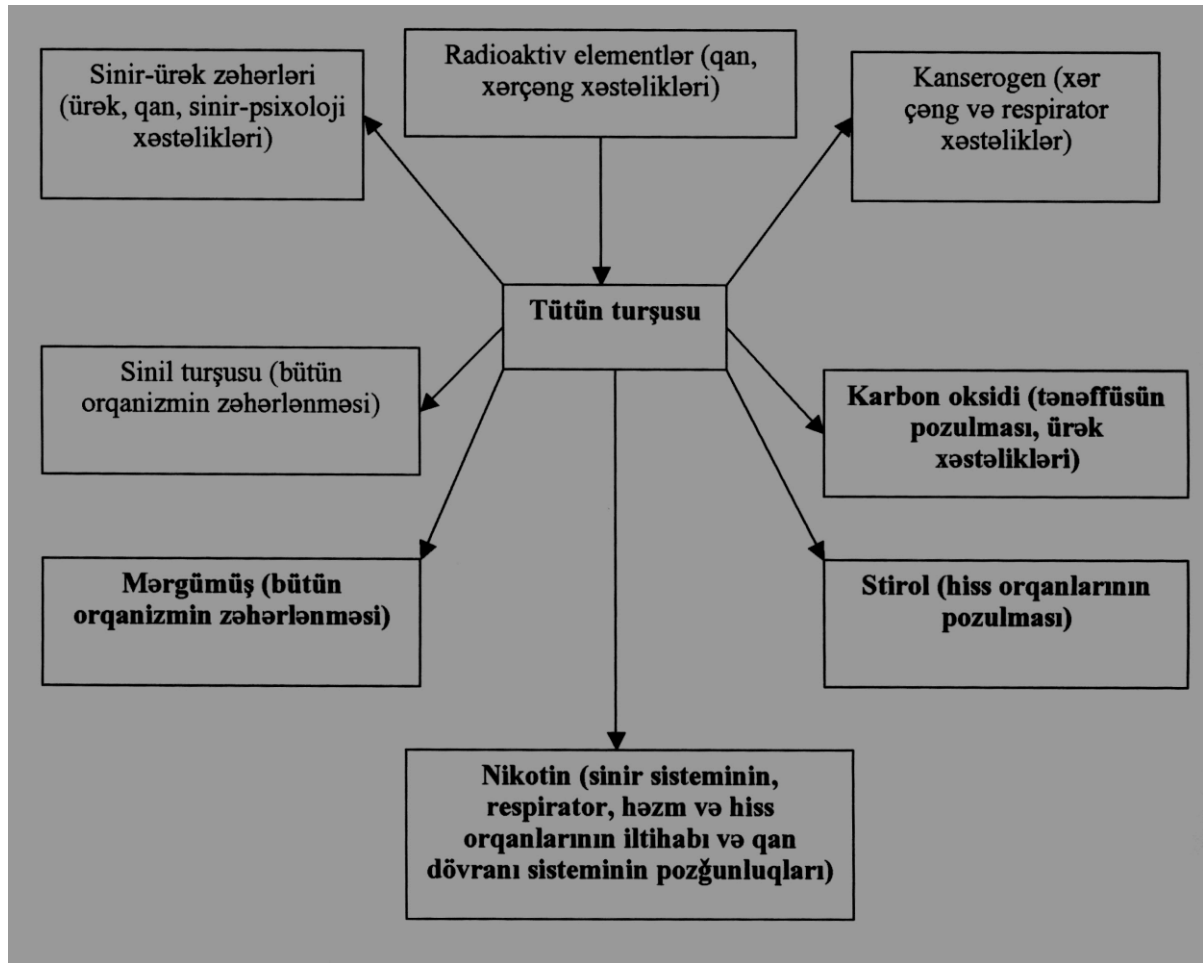 Sinir-ürək zəhərləri
(ürək, qan, sinir-psixoloji
xəstəlikləri)
Radioaktiv elementlər (qan,
xərçəng xəstəlikləri)
Kanserogen (xər
çəng və respirator
xəstəliklər)
Tütün turşusu
Sinil turşusu (bütün
orqanizmin zəhərlənməsi)
Karbon oksidi (tənəffüsün
pozulması, ürək
xəstəlikləri)
Mərgümüş (bütün
orqanizmin zəhərlənməsi)
Stirol (hiss orqanlarının
pozulması)
Nikotin (sinir sisteminin,
respirator, həzm və hiss
orqanlarının iltihabı və qan
dövranı sisteminin pozğunluqları)